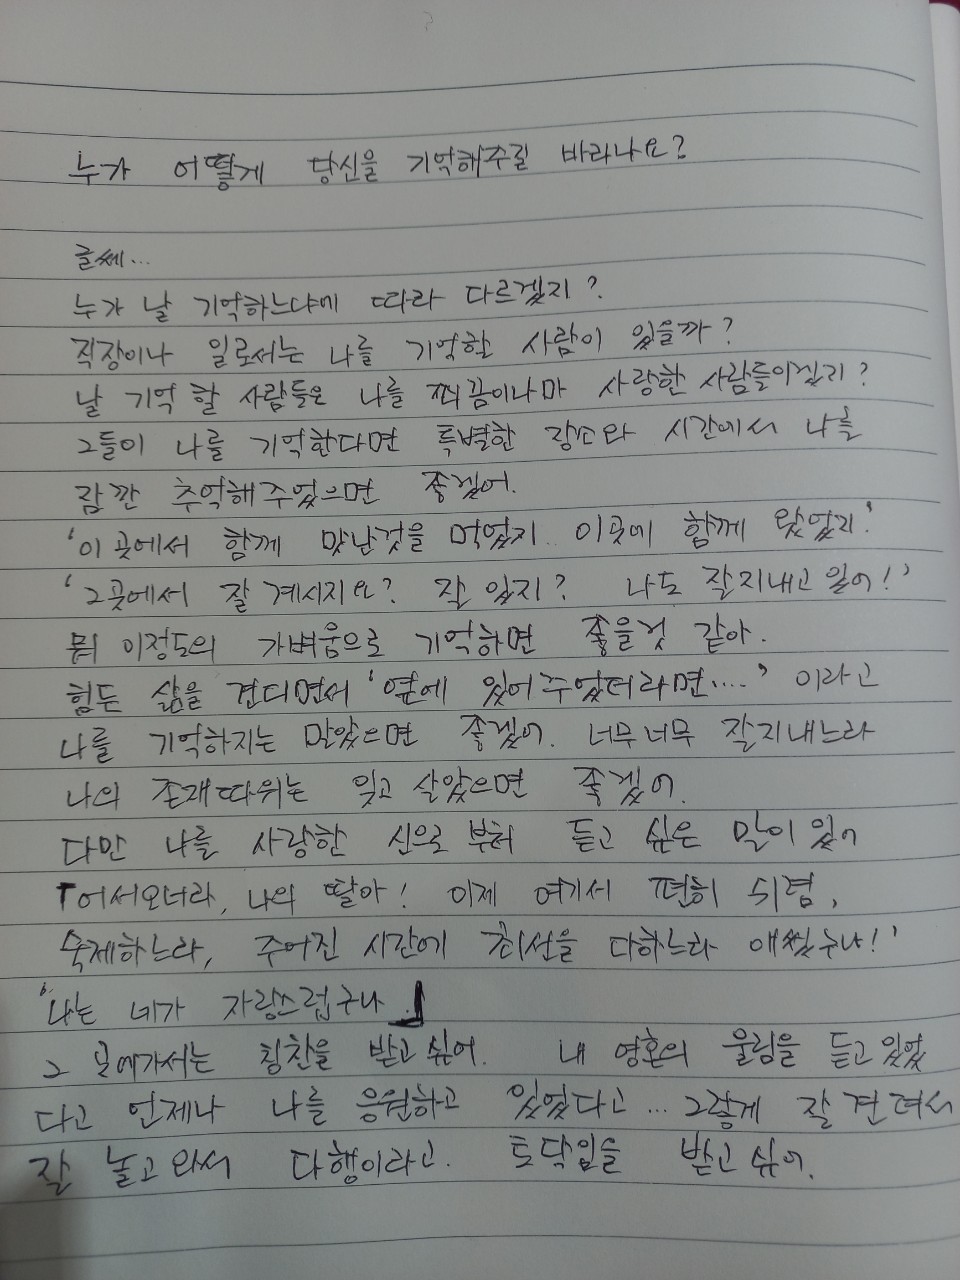 누가 어떻게 당신을 기억해주길 바라나요?
글쎄...
누가 날 기억하느냐에 따라 다르겠지?
직장이나 일로서는 나를 기억할 사람이 있을까?
날 기억 할 사람들은 나를 찌끔이나마 사랑한 사람들이겠지?
그들이 나를 기억한다면 특별한 장소와 시간에서 나를
잠깐 추억해주었으면 좋겠어.
'이 곳에서 함께 맛난것을 먹었지.. 이곳에 함께 왔었지'
'그곳에서 잘 계시지요? 잘 있지? 나도 잘지내고 있어!'
뭐 이정도의 가벼움으로 기억하면 좋을것 같아.
힘든 삶을 견디면서 '옆에 있어주었더라면....' 이라고
나를 기억하지는 말았으면 좋겠어. 너무너무 잘지내느라
나의 존재따위는 잊고 살았으면 좋겠어.
다만 나를 사랑한 신으로부터 듣고 싶은 말이 있어
「어서오너라, 나의 딸아! 이제 여기서 편히 쉬렴,
숙제하느라, 주어진 시간에 최선을 다하느라 애썼구나!'
'나는 네가 자랑스럽구나.」
그 곳에가서는 칭찬을 받고싶어. 내 영혼의 울림을 듣고있었
다고 언제나 나를 응원하고 있었다고... 그렇게 잘 견뎌서
잘 놀고와서 다행이라고. 토닥임을 받고싶어.